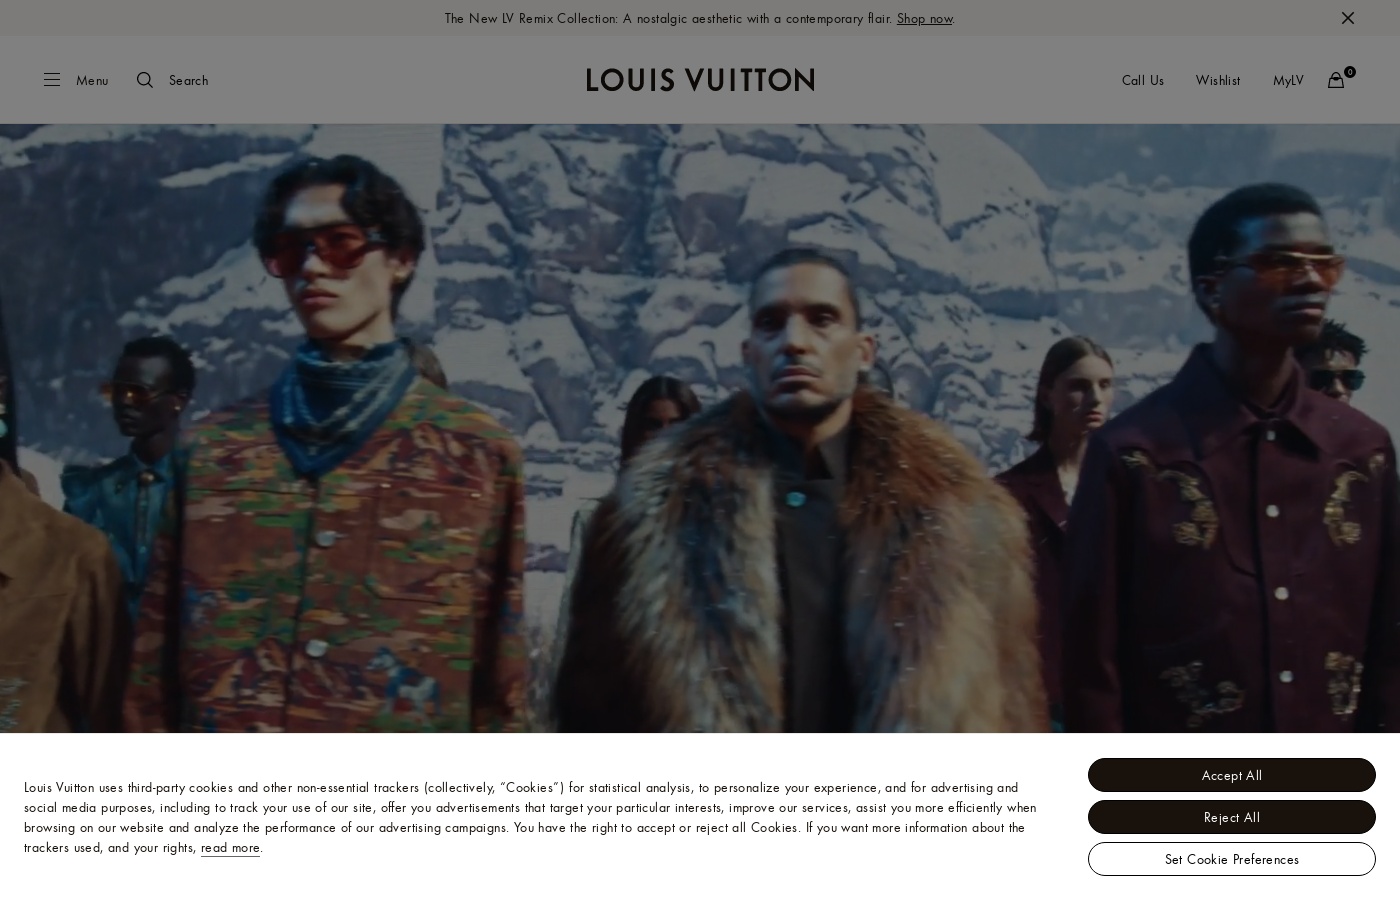 The New LV Remix Collection: A nostalgic aesthetic with a contemporary flair. Shop now.
Menu
Search
LOUIS VUITTON
Call Us
Wishlist
MyLV
0
Louis Vuitton uses third-party cookies and other non-essential trackers (collectively, “Cookies”) for statistical analysis, to personalize your experience, and for advertising and
social media purposes, including to track your use of our site, offer you advertisements that target your particular interests, improve our services, assist you more efficiently when
browsing on our website and analyze the performance of our advertising campaigns. You have the right to accept or reject all Cookies. If you want more information about the
trackers used, and your rights, read more.
Accept All
Reject All
Set Cookie Preferences